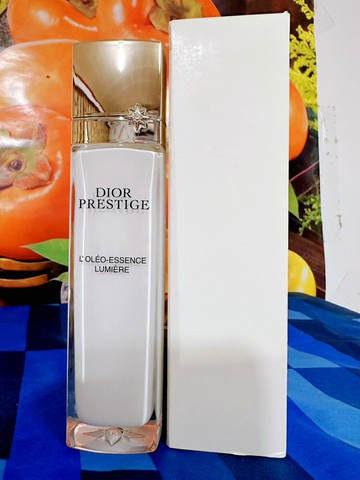 DIOR
PRESTIGE
L'OLÉO-ESSENCE
LUMIÈRE